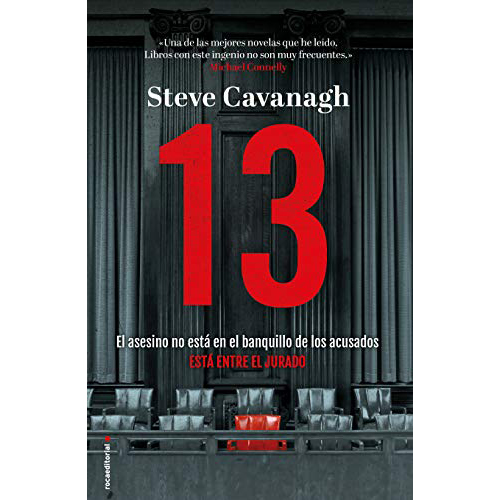 «Una de las mejores novelas que he leído.
Libros con este ingenio no son muy frecuentes.»
Michael Connelly
Steve Cavanagh
13
El asesino no está en el banquillo de los acusados
ESTÁ ENTRE EL JURADO
rocaeditorial